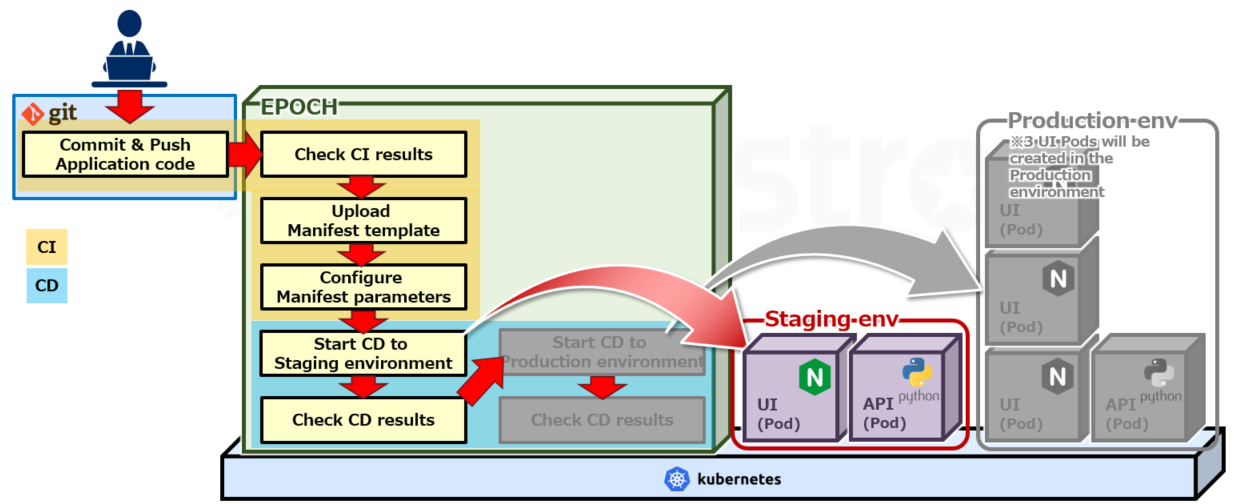 git
Commit & Push
Application code
CI
CD
EPOCH
Check CI results
Upload
Manifest template
Configure
Manifest parameters
Start CD to
Staging environment
Check CD results
Start CD to
Production environment
Check CD results
Staging env
N
UI
(Pod)
python
API
(Pod)
Production env
※3 UI Pods will be
created in the
Production
environment
UI
(Pod)
N
UI
(Pod)
N
UI
(Pod)
python
API
(Pod)
kubernetes